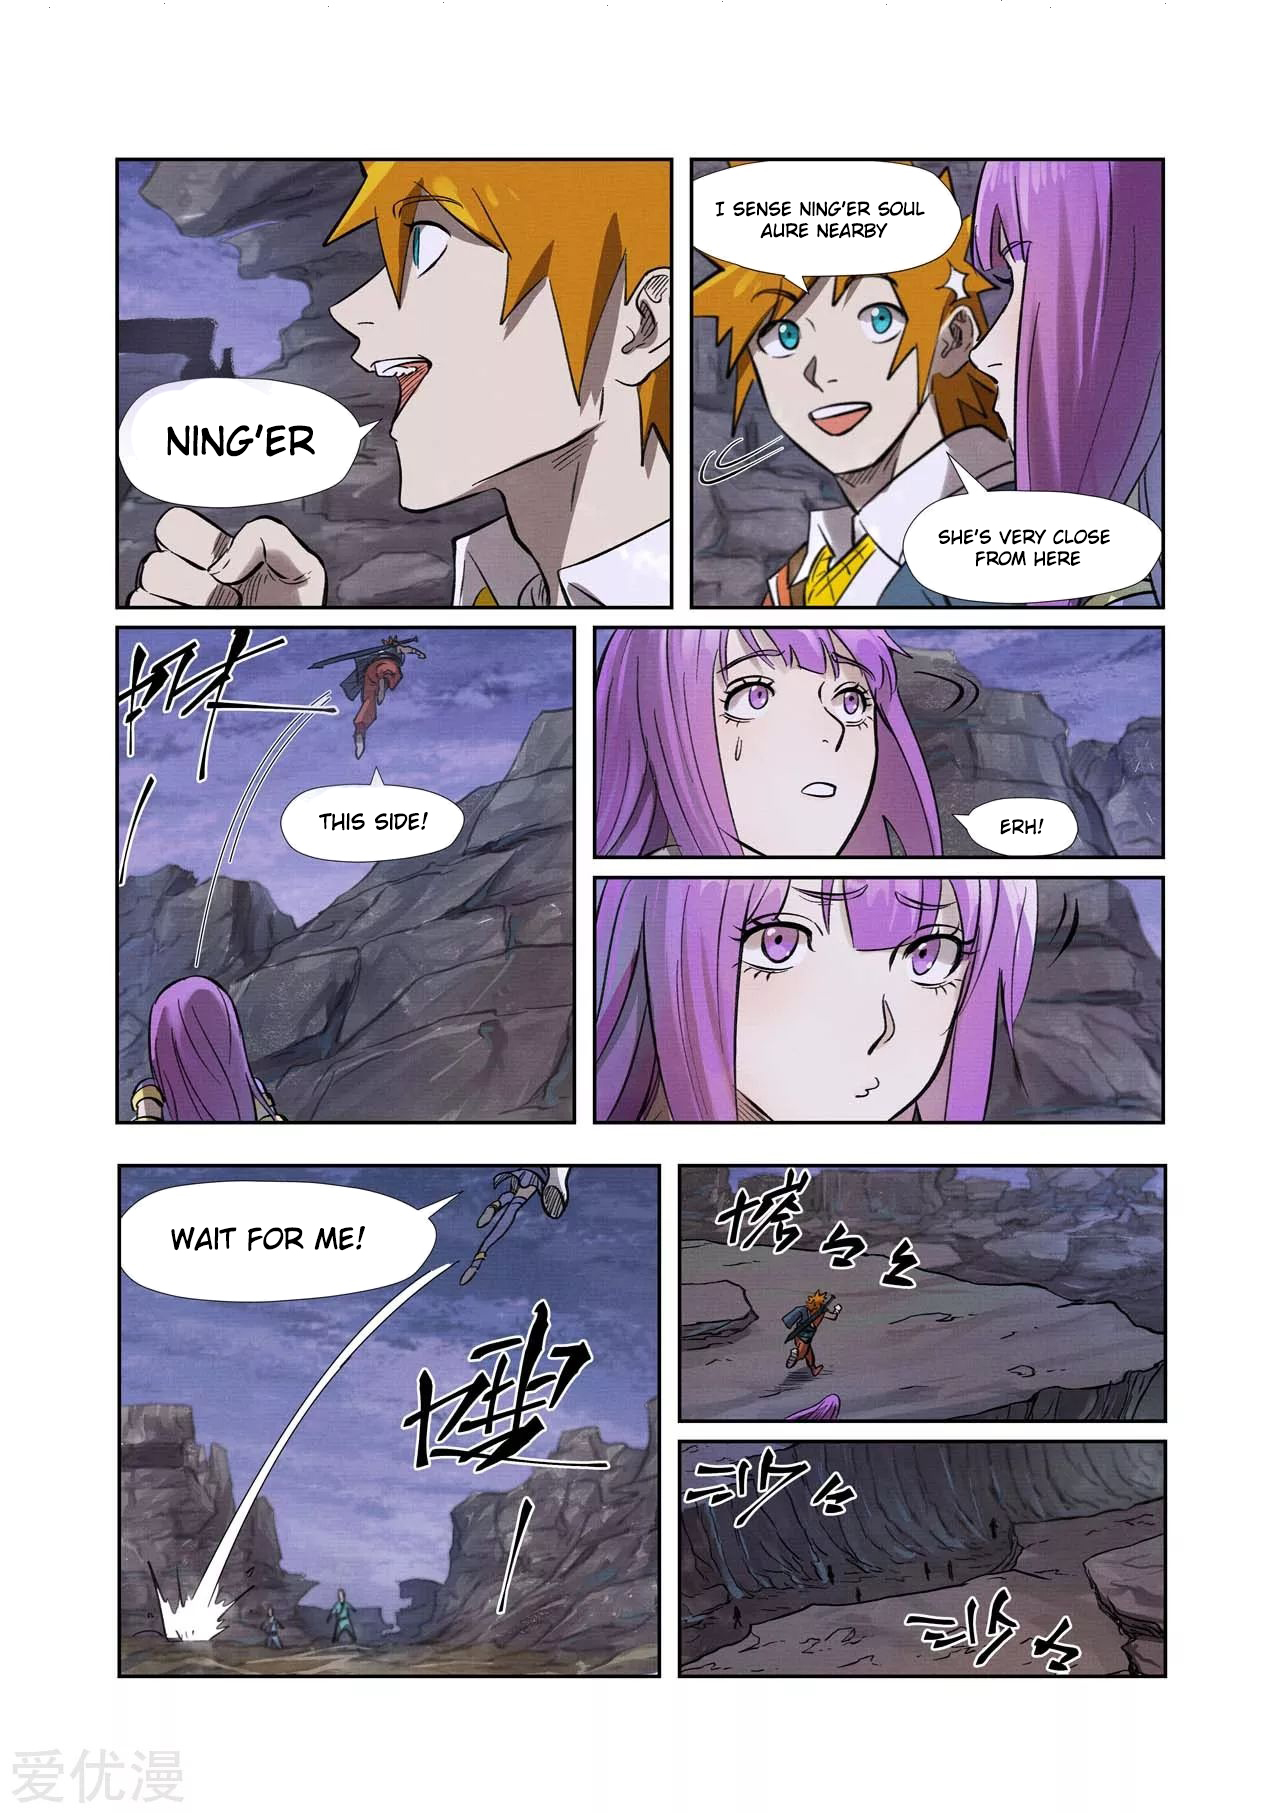 NING'ER
I SENSE NING'ER SOUL
AURE NEARBY
SHE'S VERY CLOSE
FROM HERE
THIS SIDE!
ERH!
WAIT FOR ME!
爱优漫